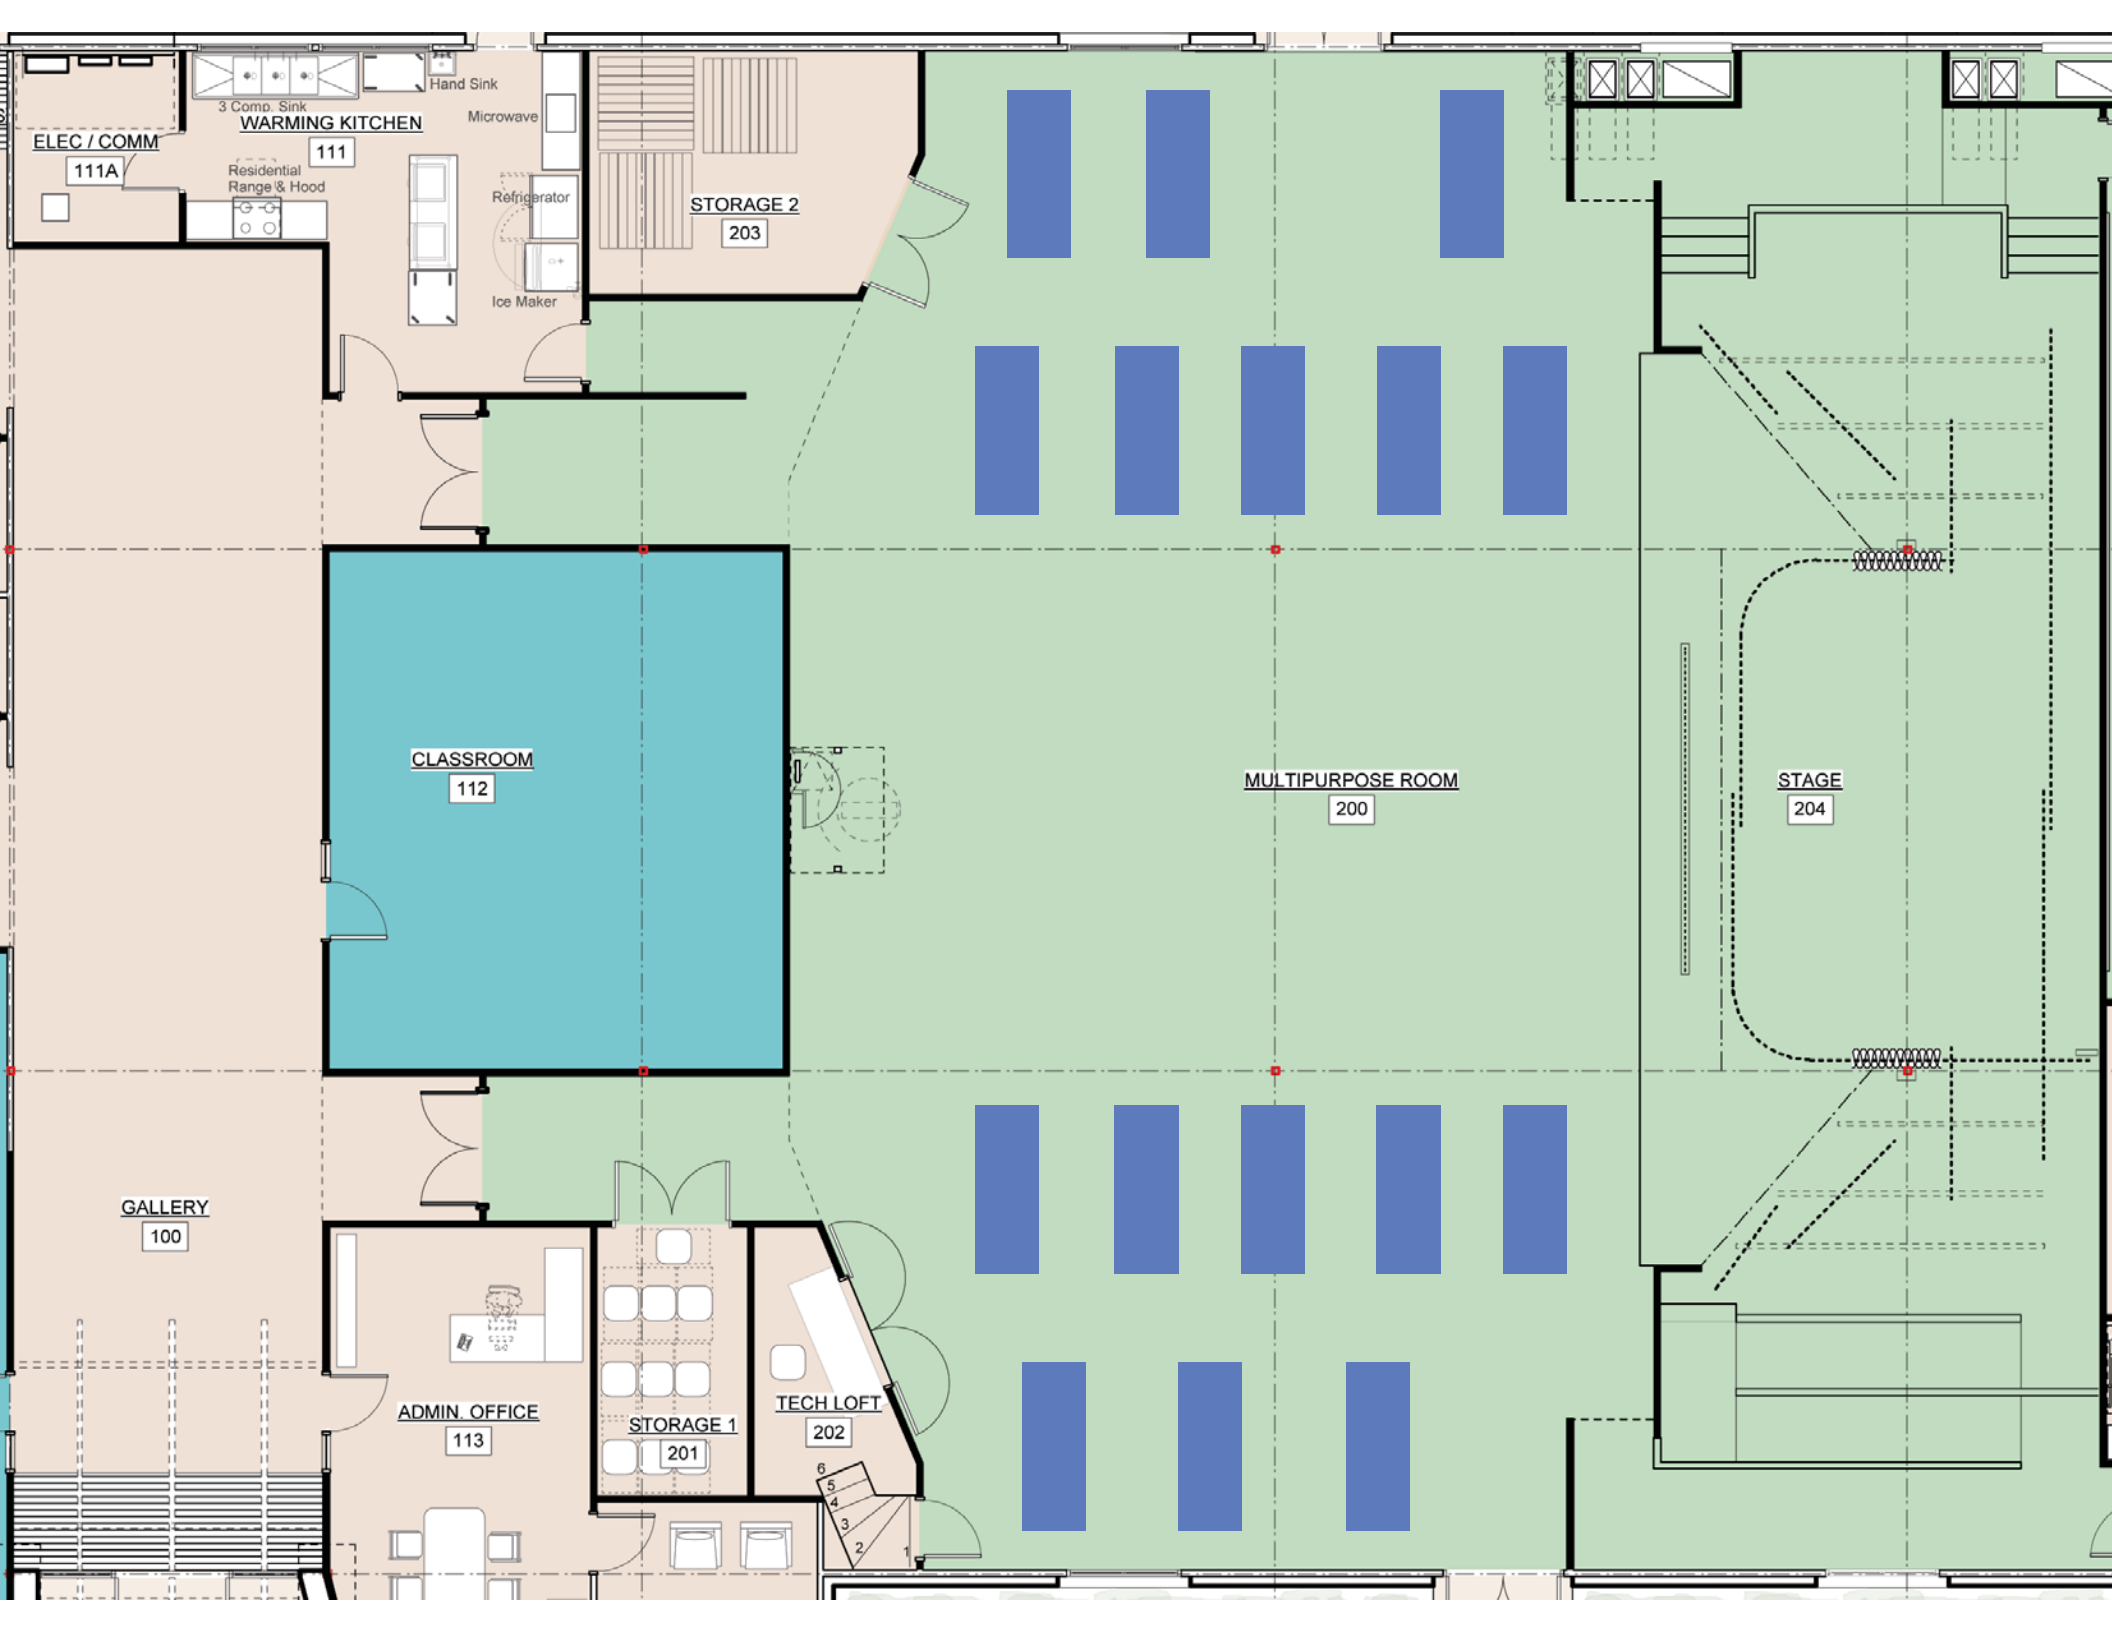 Hand Sink
3 Comp. Sink
WARMING KITCHEN
111
Microwave
ELEC / COMM
111A
Residential
Range & Hood
Refrigerator
STORAGE 2
203
Ice Maker
CLASSROOM
112
MULTIPURPOSE ROOM
200
STAGE
204
GALLERY
100
ADMIN. OFFICE
113
STORAGE 1
201
TECH LOFT
202
6
5
4
3
2
1